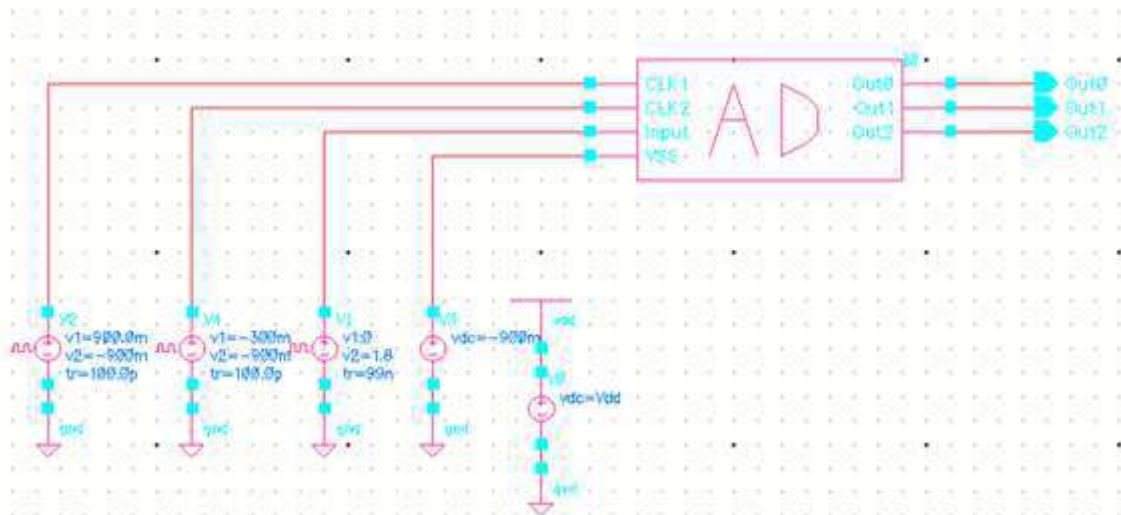 CLK1
CLK2
Input
VSS
AD
Out0
Out1
Out2
Out0
Out1
Out2
V2
v1=900.0m
v2=-900m
tr=100.0p
gnd
V4
v1=-300m
v2=-900m
tr=100.0p
gnd
V1
v1:0
v2=1.8
tr=99n
gnd
vdc=-900m
gnd
vdd
vdc=Vdd
gnd